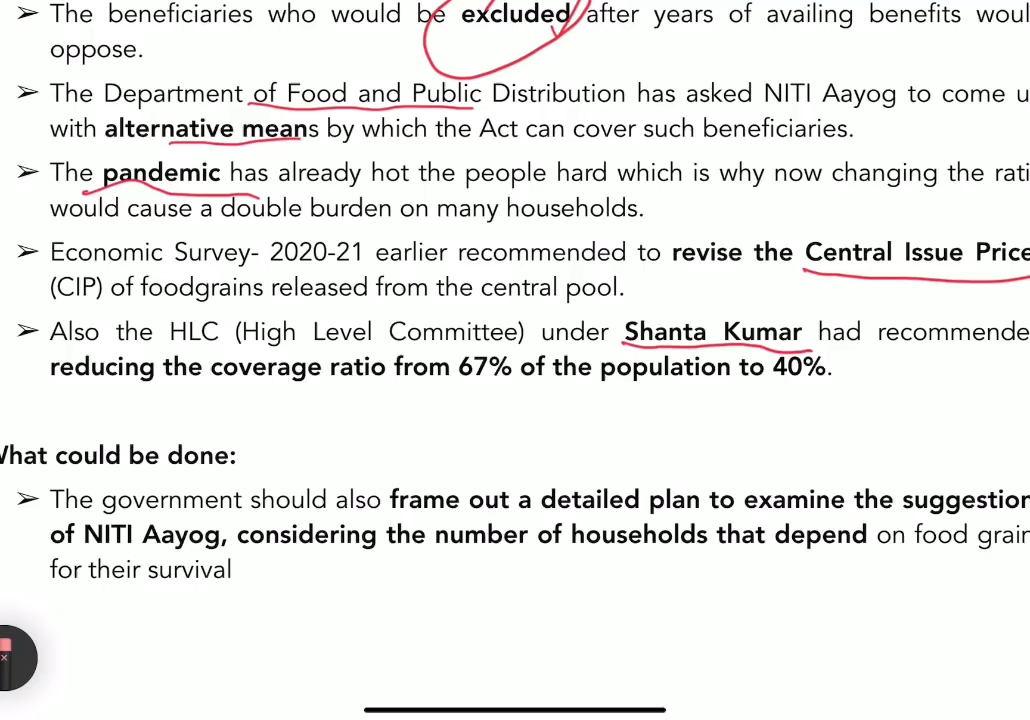 ➢ The beneficiaries who would be excluded after years of availing benefits woul
oppose.
➢ The Department of Food and Public Distribution has asked NITI Aayog to come u
with alternative means by which the Act can cover such beneficiaries.
➢ The pandemic has already hot the people hard which is why now changing the rati
would cause a double burden on many households.
➢ Economic Survey- 2020-21 earlier recommended to revise the Central Issue Price
(CIP) of foodgrains released from the central pool.
➢ Also the HLC (High Level Committee) under Shanta Kumar had recommende
reducing the coverage ratio from 67% of the population to 40%.
What could be done:
➢ The government should also frame out a detailed plan to examine the suggestion
of NITI Aayog, considering the number of households that depend on food grain
for their survival